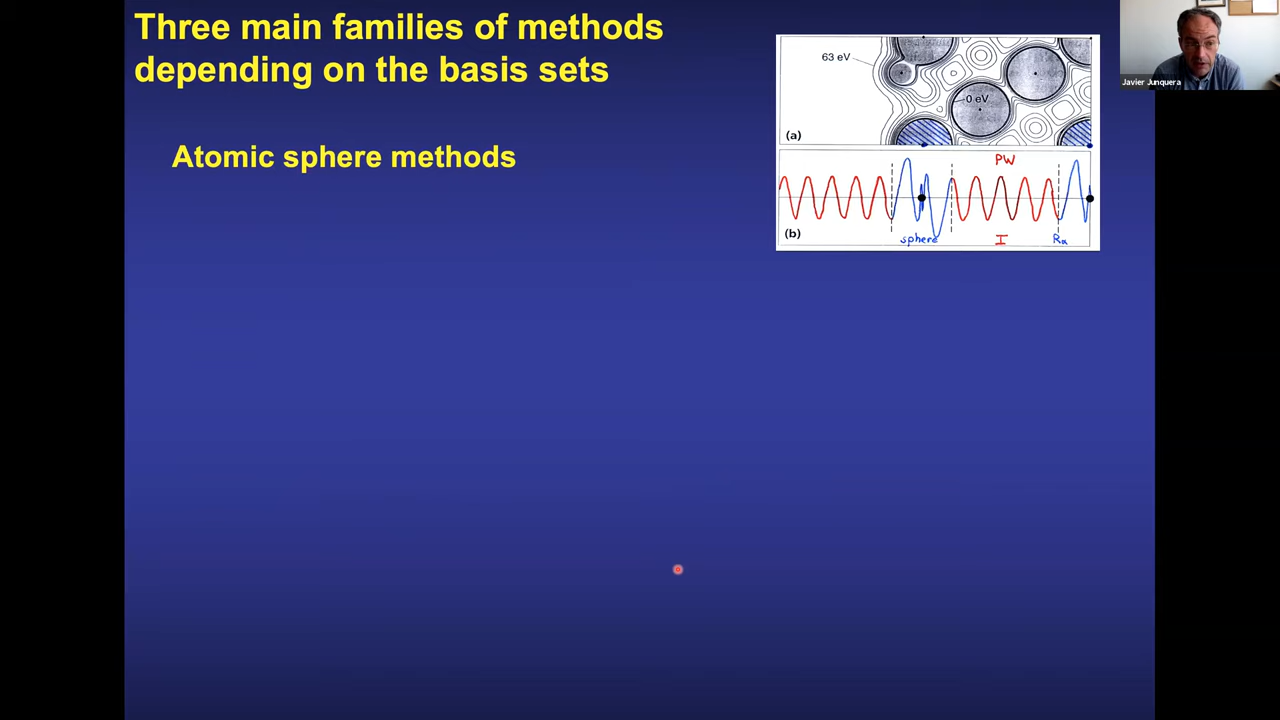 Three main families of methods
depending on the basis sets
Atomic sphere methods
63 eV
0 eV
(a)
PW
(b)
sphere
I
Rα
Javier Junquera